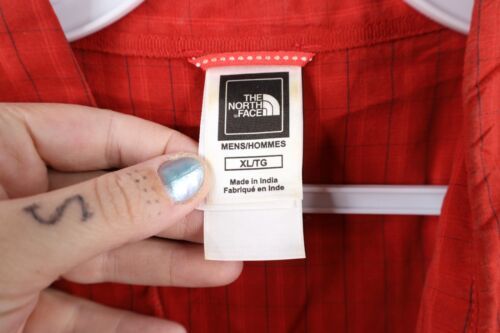 THE
NORTH
FACE
MENS/HOMMES
XL/TG
Made in India
Fabriqué en Inde
S